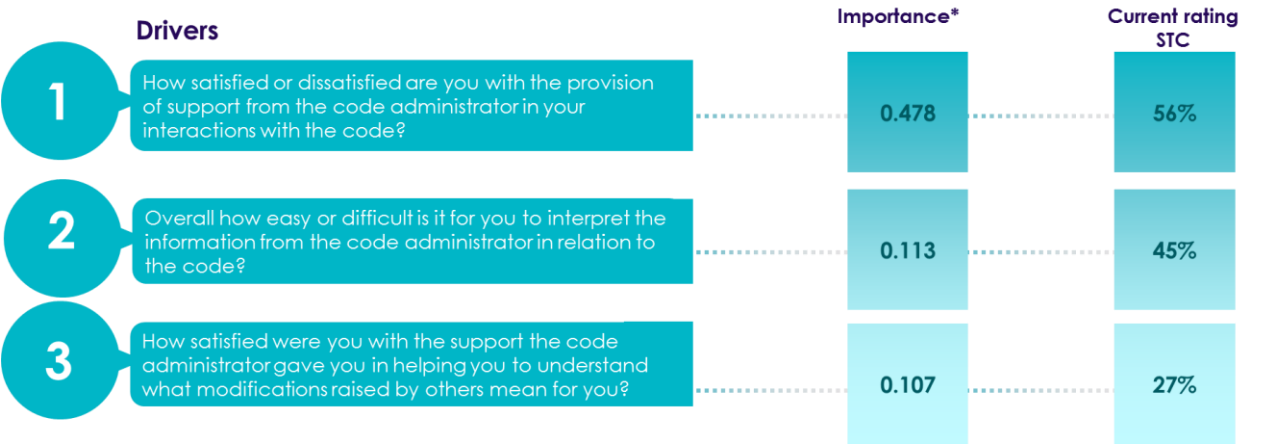 Drivers
Importance*
Current rating
STC
1
How satisfied or dissatisfied are you with the provision
of support from the code administrator in your
interactions with the code?
0.478
56%
2
Overall how easy or difficult is it for you to interpret the
information from the code administrator in relation to
the code?
0.113
45%
3
How satisfied were you with the support the code
administrator gave you in helping you to understand
what modifications raised by others mean for you?
0.107
27%